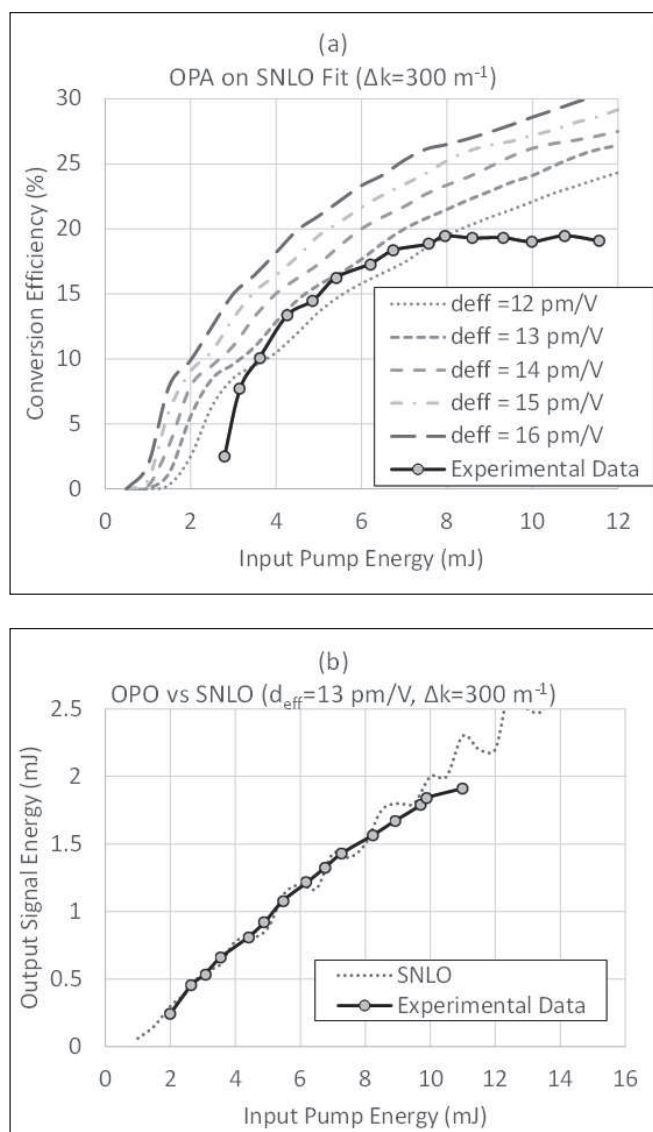 (a)
OPA on SNLO Fit (Δk=300 m⁻¹)
30
25
20
15
10
5
0
Conversion Efficiency (%)
deff =12 pm/V
deff = 13 pm/V
deff = 14 pm/V
deff = 15 pm/V
deff = 16 pm/V
Experimental Data
0 2 4 6 8 10 12
Input Pump Energy (mJ)
(b)
OPO vs SNLO (d_eff=13 pm/V, Δk=300 m⁻¹)
2.5
2
1.5
1
0.5
0
Output Signal Energy (mJ)
SNLO
Experimental Data
0 2 4 6 8 10 12 14 16
Input Pump Energy (mJ)